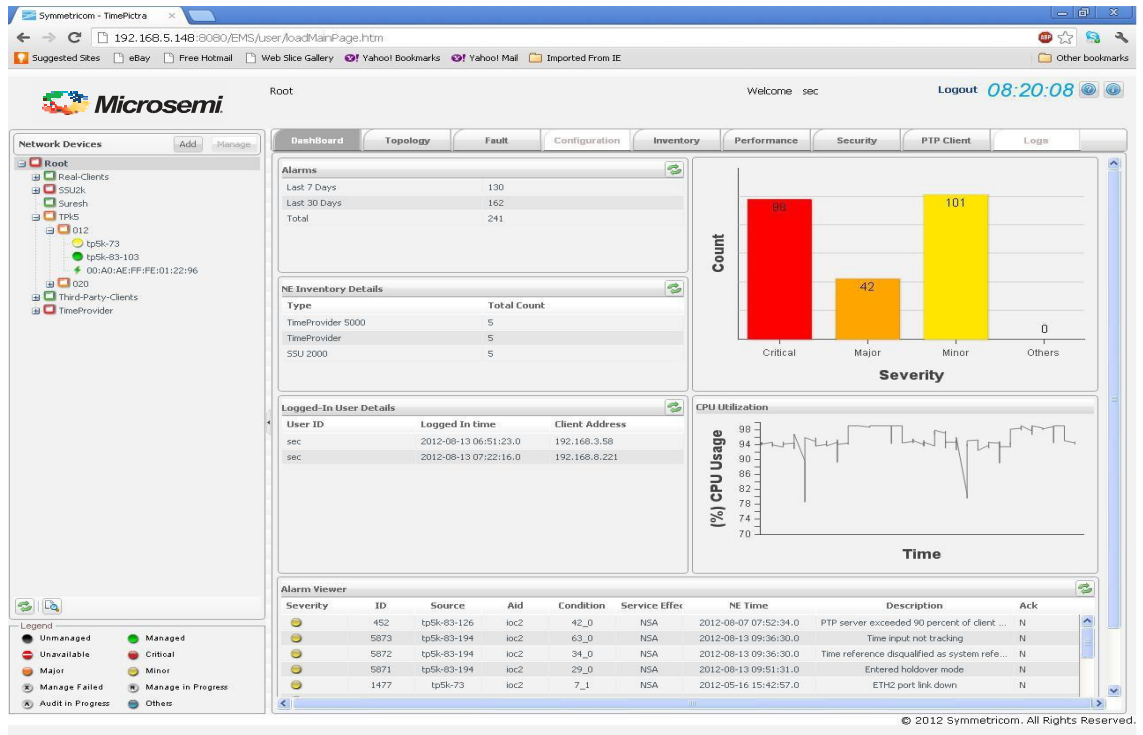 Symmetricom - TimePictra
192.168.5.148:8080/EMS/user/loadMainPage.htm
Suggested Sites eBay Free Hotmail Web Slice Gallery Yahoo! Bookmarks Yahoo! Mail Imported From IE Other bookmarks
Microsemi.
Root Welcome sec Logout 08:20:08
Network Devices Add Manage
DashBoard Topology Fault Configuration Inventory Performance Security PTP Client Logs
Root
Real-Clients
SSU2k
Suresh
TPk5
012
tp5k-73
tp5k-83-103
00:A0:AE:FF:FE:01:22:96
020
Third-Party-Clients
TimeProvider
Alarms
Last 7 Days 130
Last 30 Days 162
Total 241
Count
98
42
101
0
Critical Major Minor Others
Severity
NE Inventory Details
Type Total Count
TimeProvider 5000 5
TimeProvider 5
SSU 2000 5
Logged-In User Details
User ID Logged In time Client Address
sec 2012-08-13 06:51:23.0 192.168.3.58
sec 2012-08-13 07:22:16.0 192.168.8.221
CPU Utilization
(%) CPU Usage
98
94
90
86
82
78
74
70
Time
Alarm Viewer
Severity ID Source Aid Condition Service Effec NE Time Description Ack
452 tp5k-83-126 ioc2 42_0 NSA 2012-08-07 07:52:34.0 PTP server exceeded 90 percent of client ... N
5873 tp5k-83-194 ioc2 63_0 NSA 2012-08-13 09:36:30.0 Time input not tracking N
5872 tp5k-83-194 ioc2 34_0 NSA 2012-08-13 09:36:30.0 Time reference disqualified as system refe... N
5871 tp5k-83-194 ioc2 29_0 NSA 2012-08-13 09:51:31.0 Entered holdover mode N
1477 tp5k-73 ioc2 7_1 NSA 2012-05-16 15:42:57.0 ETH2 port link down N
Legend
Unmanaged Managed
Unavailable Critical
Major Minor
Manage Failed Manage in Progress
Audit in Progress Others
© 2012 Symmetricom. All Rights Reserved.